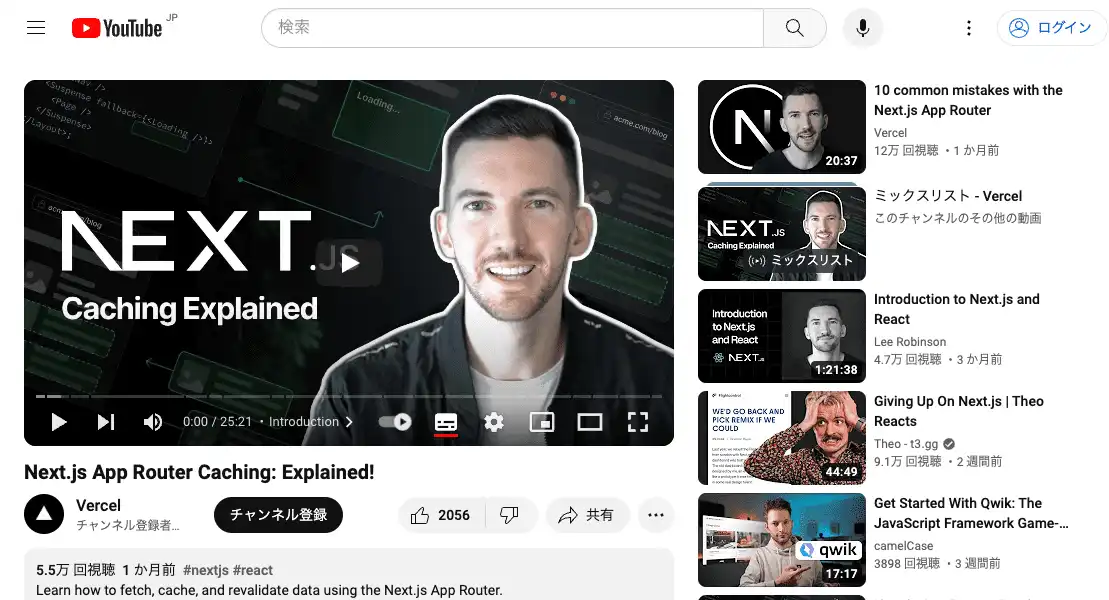 YouTube JP
検索
ログイン
<Suspense
fallback={<Loading />}>
<Page />
</Suspense>
</Layout>;
Loading...
acme.com/blog
acme.com/blog
NEXT.JS
Caching Explained
0:00 / 25:21 • Introduction
Next.js App Router Caching: Explained!
Vercel
チャンネル登録者...
チャンネル登録
2056
共有
5.5万 回視聴 1 か月前 #nextjs #react
Learn how to fetch, cache, and revalidate data using the Next.js App Router.
N
20:37
10 common mistakes with the
Next.js App Router
Vercel
12万 回視聴 • 1 か月前
NEXT.JS
Caching Explained
ミックスリスト
ミックスリスト - Vercel
このチャンネルのその他の動画
Introduction
to Next.js
and React
NEXT.JS
1:21:38
Introduction to Next.js and
React
Lee Robinson
4.7万 回視聴 • 3 か月前
Flightcontrol
WE'D GO BACK AND
PICK REMIX IF WE
COULD
44:49
Giving Up On Next.js | Theo
Reacts
Theo - t3.gg
9.1万 回視聴 • 2 週間前
qwik
17:17
Get Started With Qwik: The
JavaScript Framework Game-...
camelCase
3898 回視聴 • 3 週間前